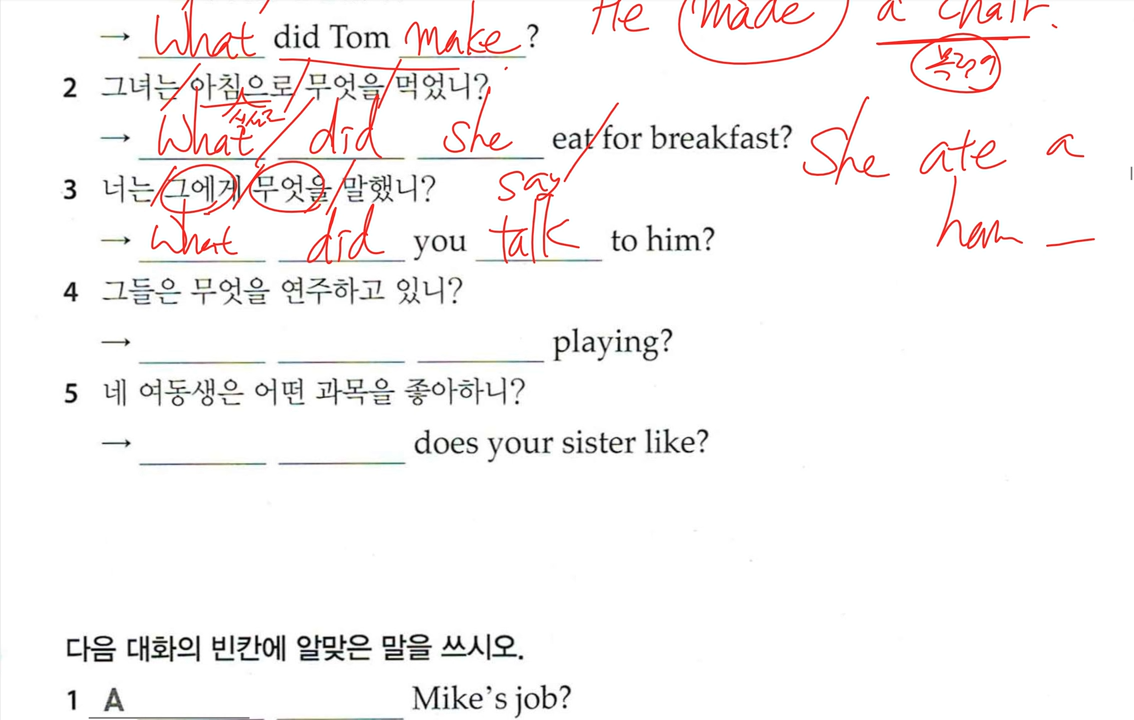 → What did Tom make ? He made a chair.
목적어
2 그녀는 아침으로 무엇을 먹었니?
→ What did she eat for breakfast? She ate a
ham
3 너는 그에게 무엇을 말했니? say
→ What did you talk to him?
4 그들은 무엇을 연주하고 있니?
→ playing?
5 네 여동생은 어떤 과목을 좋아하니?
→ does your sister like?
다음 대화의 빈칸에 알맞은 말을 쓰시오.
1 A Mike's job?